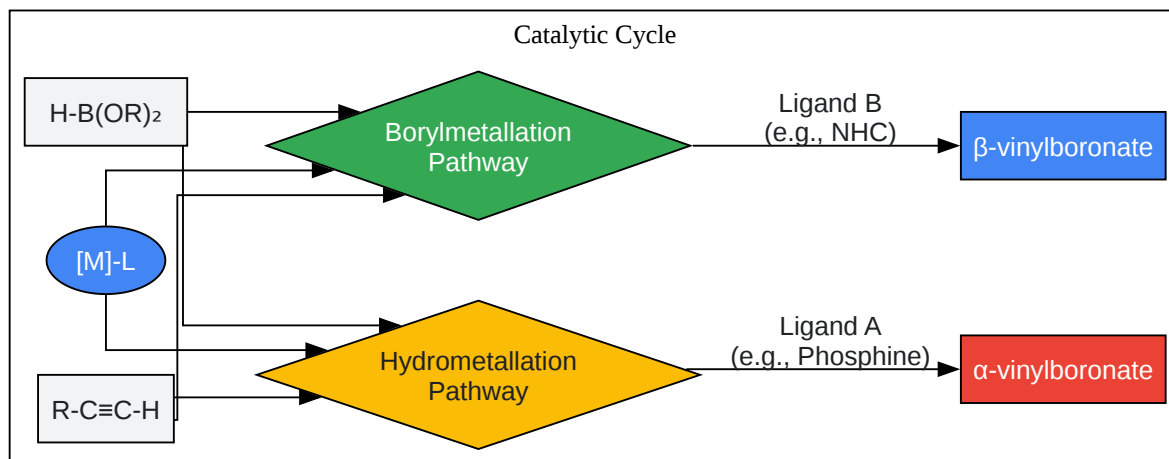 Catalytic Cycle
H-B(OR)₂
Borylmetallation
Pathway
Ligand B
(e.g., NHC)
β-vinylboronate
[M]-L
R-C≡C-H
Hydrometallation
Pathway
Ligand A
(e.g., Phosphine)
α-vinylboronate